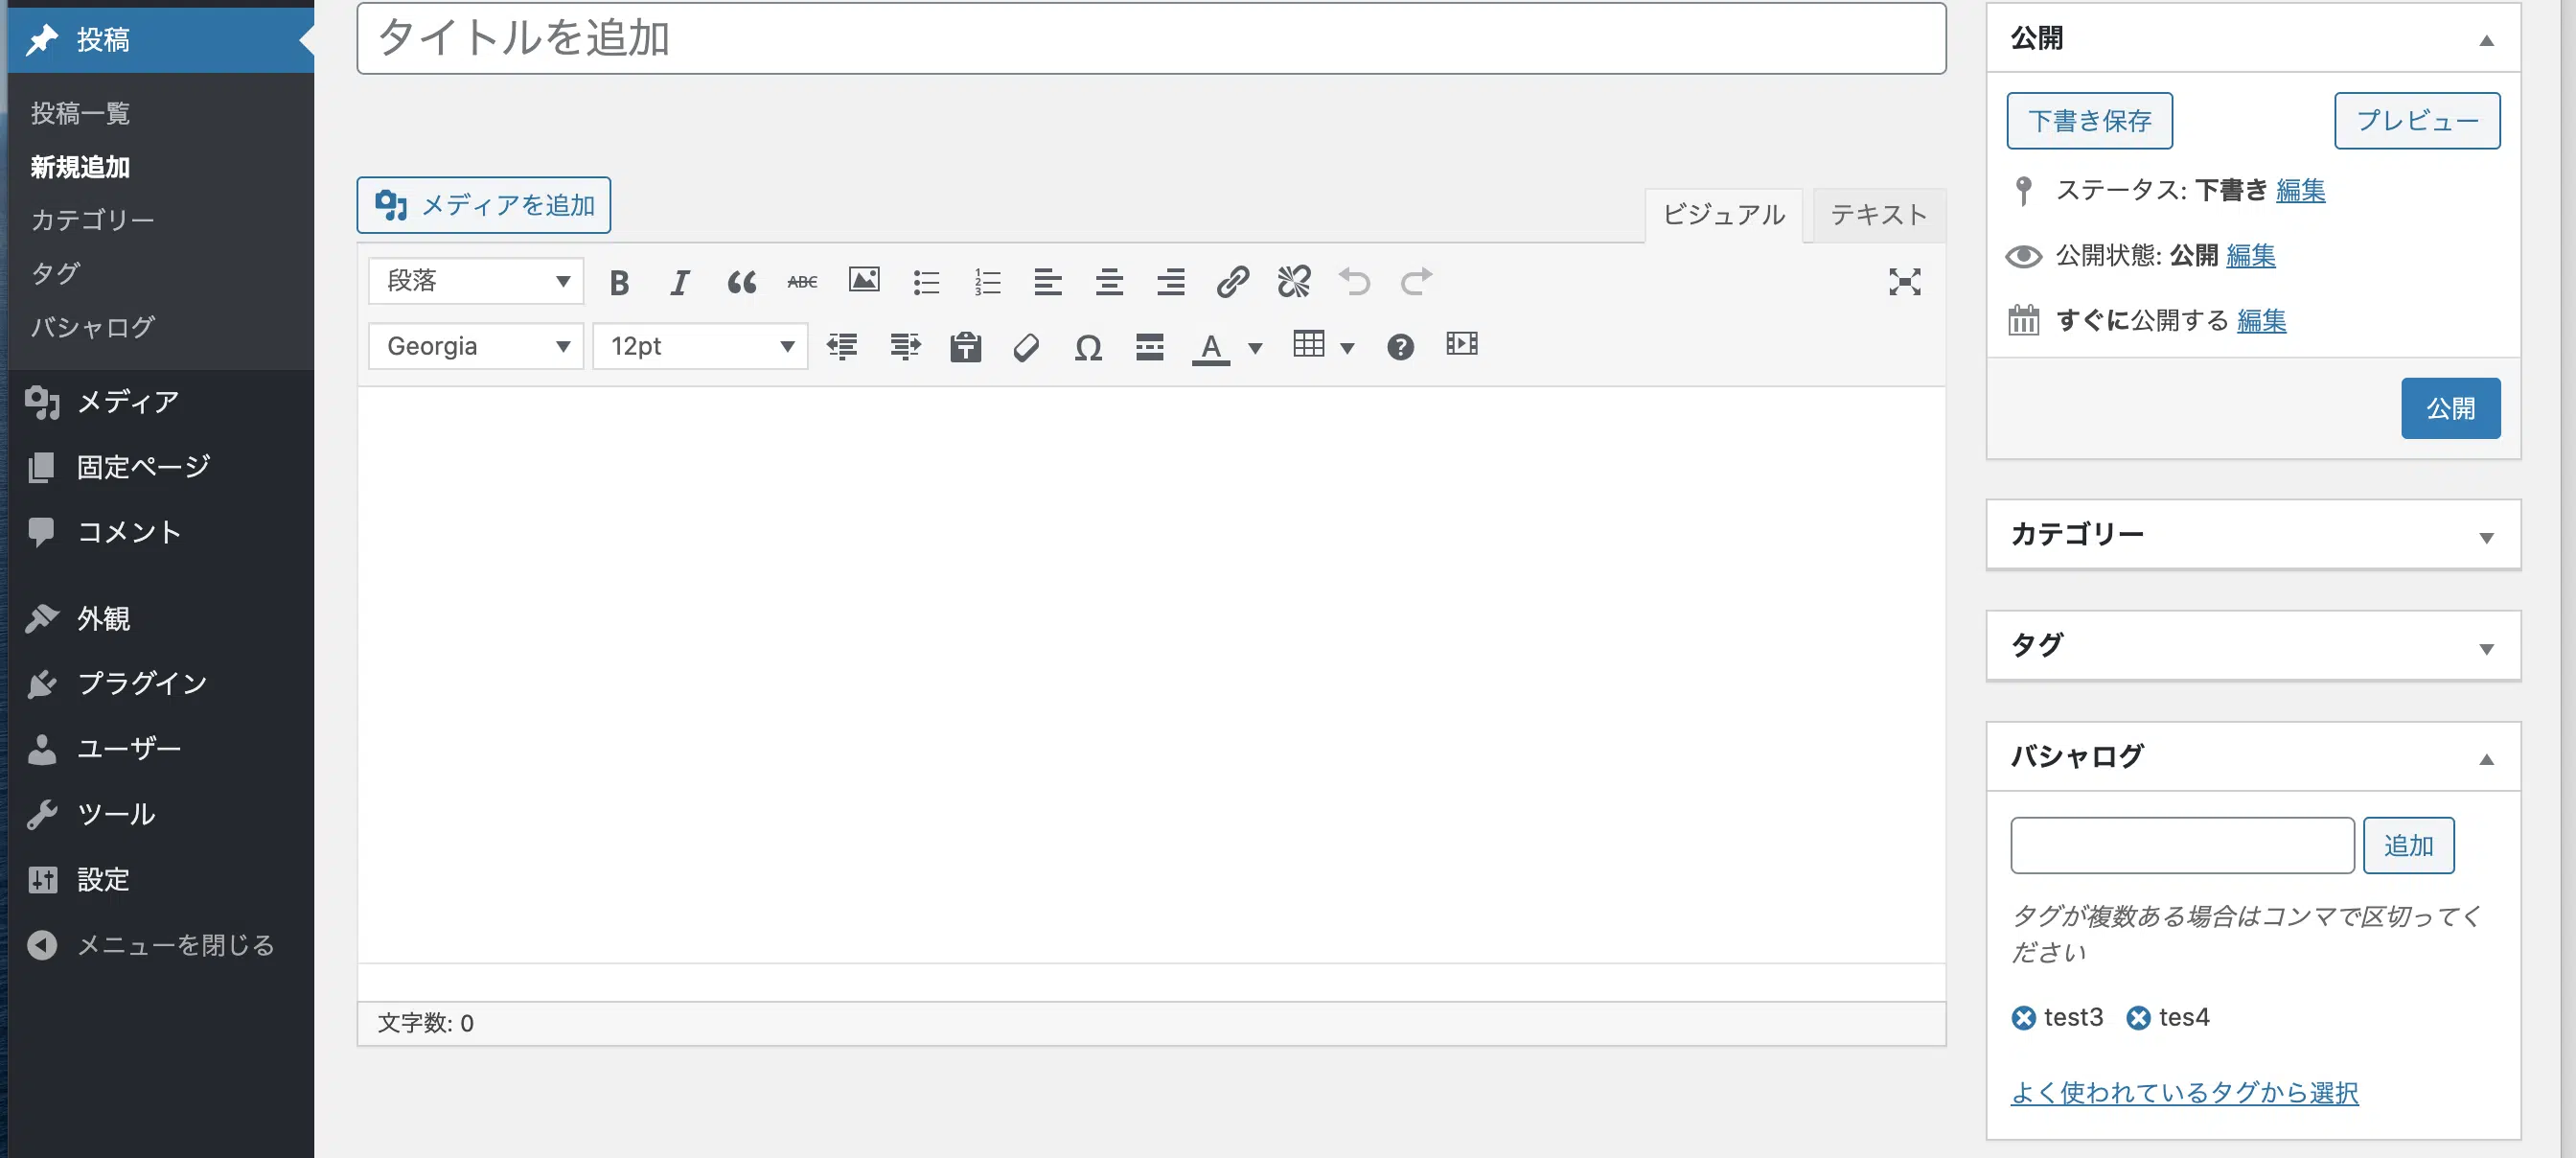 投稿
投稿一覧
新規追加
カテゴリー
タグ
バシャログ
メディア
固定ページ
コメント
外観
プラグイン
ユーザー
ツール
設定
メニューを閉じる
タイトルを追加
メディアを追加
ビジュアル テキスト
段落 B I “ ABC
Georgia 12pt Ω A ?
文字数: 0
公開
下書き保存 プレビュー
ステータス: 下書き 編集
公開状態: 公開 編集
すぐに公開する 編集
公開
カテゴリー
タグ
バシャログ
追加
タグが複数ある場合はコンマで区切ってく
ださい
test3 tes4
よく使われているタグから選択